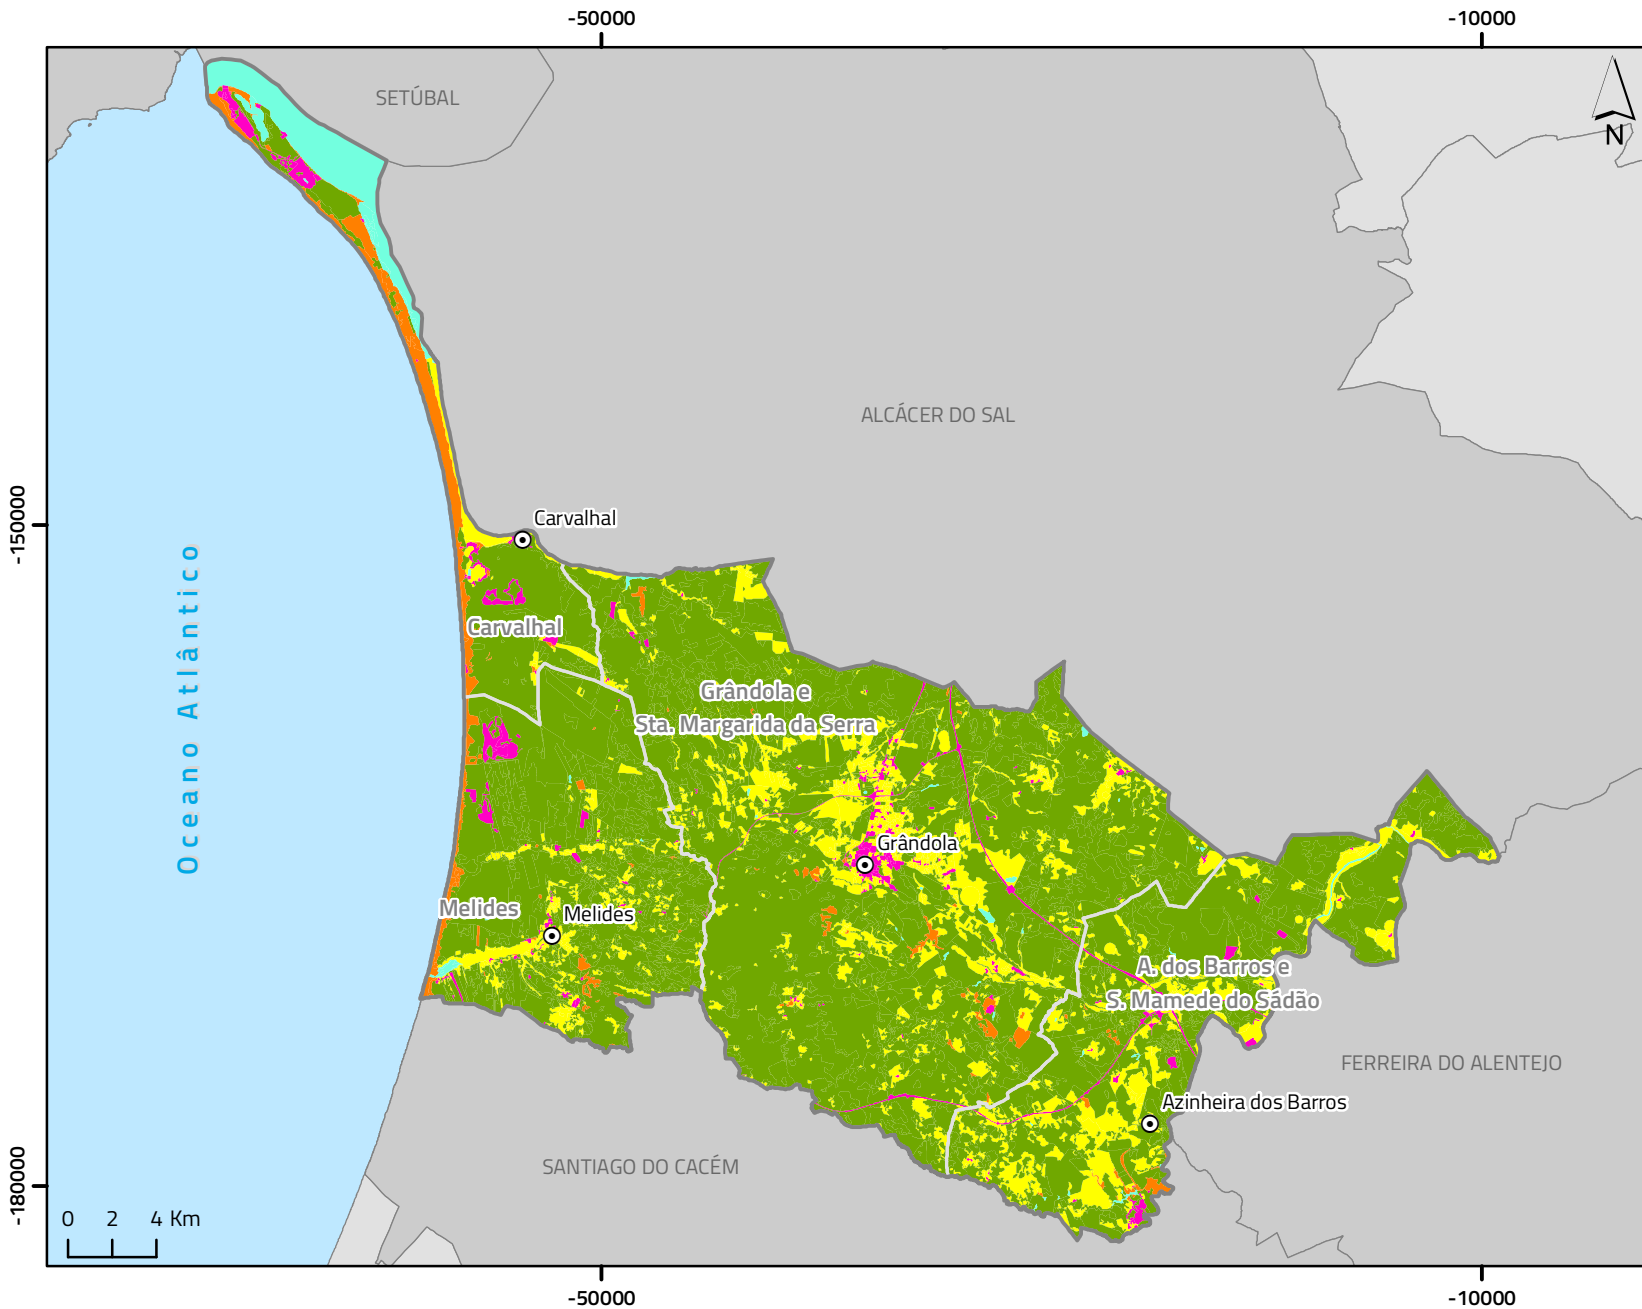 -50000
-10000
SETÚBAL
N
ALCÁCER DO SAL
-150000
Carvalhal
Oceano Atlântico
Carvalhal
Grândola e
Sta. Margarida da Serra
Grândola
Melides
Melides
A. dos Barros e
S. Mamede do Sádão
FERREIRA DO ALENTEJO
Azinheira dos Barros
SANTIAGO DO CACÉM
-180000
0 2 4 Km
-50000
-10000